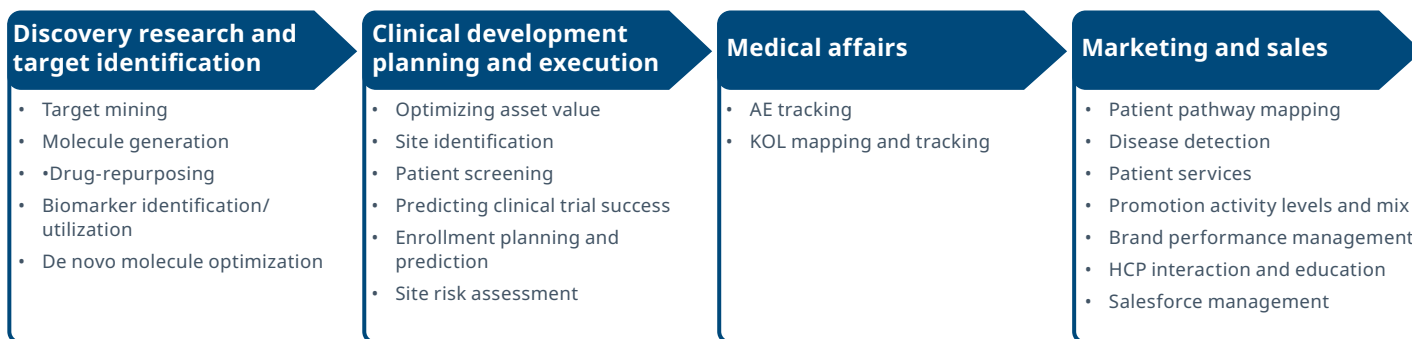 Discovery research and
target identification
• Target mining
• Molecule generation
• •Drug-repurposing
• Biomarker identification/
utilization
• De novo molecule optimization
Clinical development
planning and execution
• Optimizing asset value
• Site identification
• Patient screening
• Predicting clinical trial success
• Enrollment planning and
prediction
• Site risk assessment
Medical affairs
• AE tracking
• KOL mapping and tracking
Marketing and sales
• Patient pathway mapping
• Disease detection
• Patient services
• Promotion activity levels and mix
• Brand performance management
• HCP interaction and education
• Salesforce management